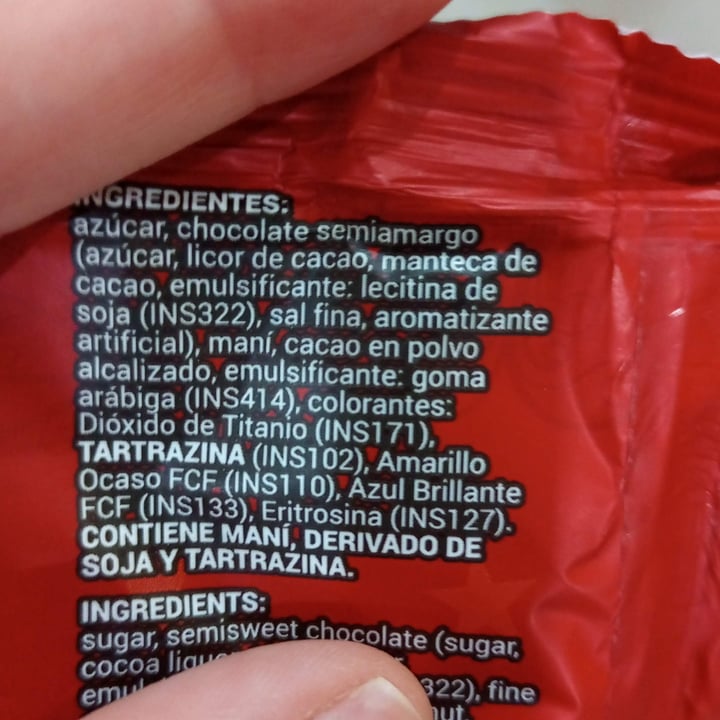 INGREDIENTES:
azúcar, chocolate semiamargo
(azúcar, licor de cacao, manteca de
cacao, emulsificante: lecitina de
soja (INS322), sal fina, aromatizante
artificial), maní, cacao en polvo
alcalizado, emulsificante: goma
arábiga (INS414), colorantes:
Dióxido de Titanio (INS171),
TARTRAZINA (INS102), Amarillo
Ocaso FCF (INS110), Azul Brillante
FCF (INS133), Eritrosina (INS127).
CONTIENE MANÍ, DERIVADO DE
SOJA Y TARTRAZINA.
INGREDIENTS:
sugar, semisweet chocolate (sugar,
cocoa
322), fine